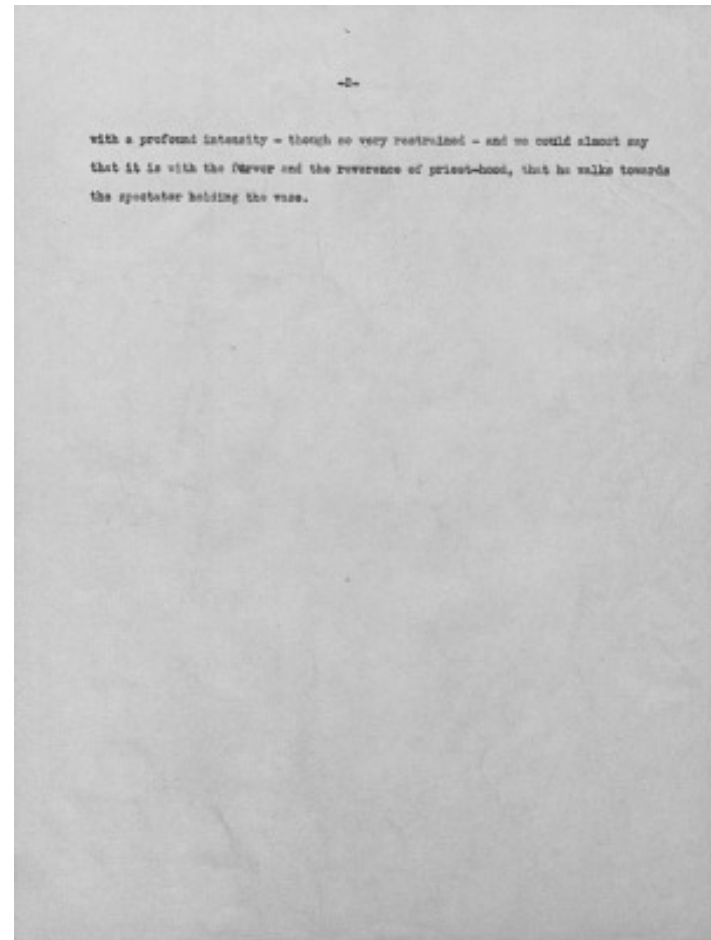 -2-
with a profound intensity - though so very restrained - and we could almost say
that it is with the fervor and the reverence of priest-hood, that he walks towards
the spectator holding the vase.